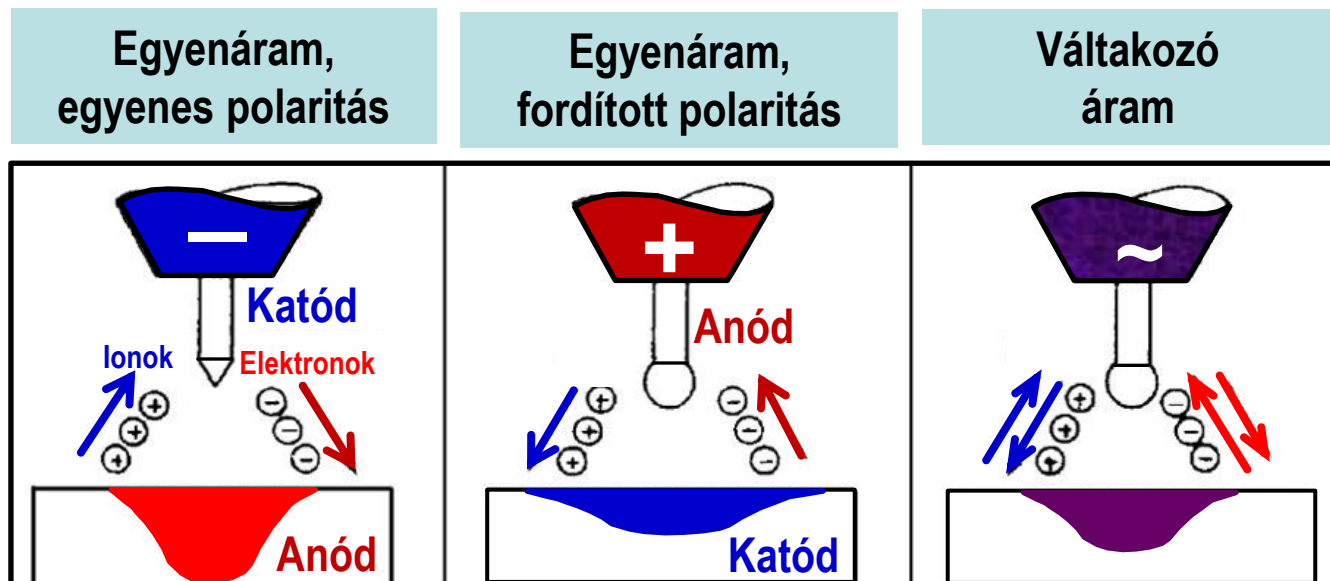 Egyenáram,
egyenes polaritás
Egyenáram,
fordított polaritás
Váltakozó
áram
−
Katód
Ionok
Elektronok
+
+
+
−
−
−
Anód
+
Anód
+
+
+
−
−
−
Katód
~
+
+
+
−
−
−